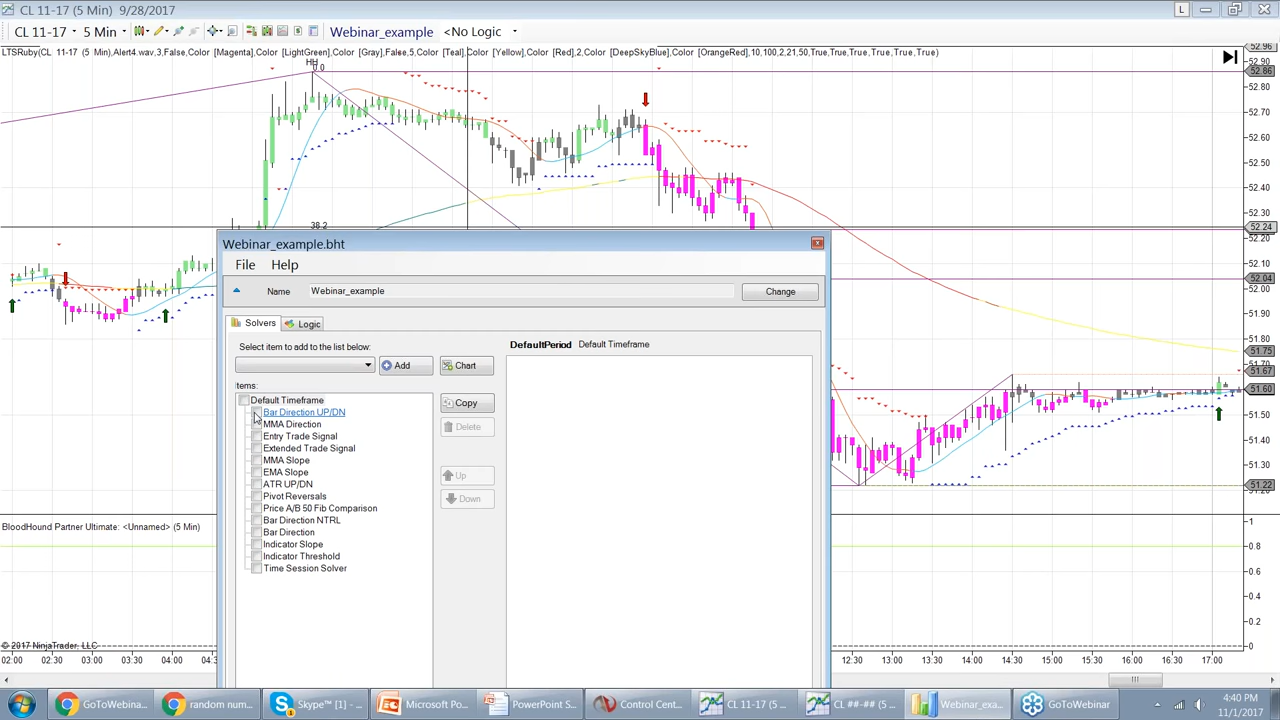 CL 11-17 (5 Min) 9/28/2017
L
CL 11-17 5 Min Webinar_example <No Logic>
LTSRuby(CL 11-17 (5 Min),Alert4.wav,3,False,Color [Magenta],Color [LightGreen],Color [Gray],False,5,Color [Teal],Color [Yellow],Color [Red],2,Color [DeepSkyBlue],Color [OrangeRed],10,100,2,21,50,True,True,True,True,True)
HH
0.0
38.2
52.96
52.90
52.86
52.80
52.70
52.60
52.50
52.40
52.30
52.24
52.20
52.10
52.04
52.00
51.90
51.80
51.75
51.67
51.60
51.50
51.40
51.30
51.22
Webinar_example.bht
File Help
Name Webinar_example Change
Solvers Logic
Select item to add to the list below:
Add Chart
DefaultPeriod Default Timeframe
Items:
Default Timeframe
Bar Direction UP/DN
MMA Direction
Entry Trade Signal
Extended Trade Signal
MMA Slope
EMA Slope
ATR UP/DN
Pivot Reversals
Price A/B 50 Fib Comparison
Bar Direction NTRL
Bar Direction
Indicator Slope
Indicator Threshold
Time Session Solver
Copy
Delete
Up
Down
BloodHound Partner Ultimate: <Unnamed> (5 Min)
1
0.8
0.6
0.4
0.2
0
© 2017 NinjaTrader, LLC
02:00 02:30 03:00 03:30 04:00 04:3 12:30 13:00 13:30 14:00 14:30 15:00 15:30 16:00 16:30 17:00
GoToWebina... random num... Skype™ [1] - ... Microsoft Po... PowerPoint S... Control Cent... CL 11-17 (5 ... CL ##-## (5 ... Webinar_exa... GoToWebinar
4:40 PM
11/1/2017